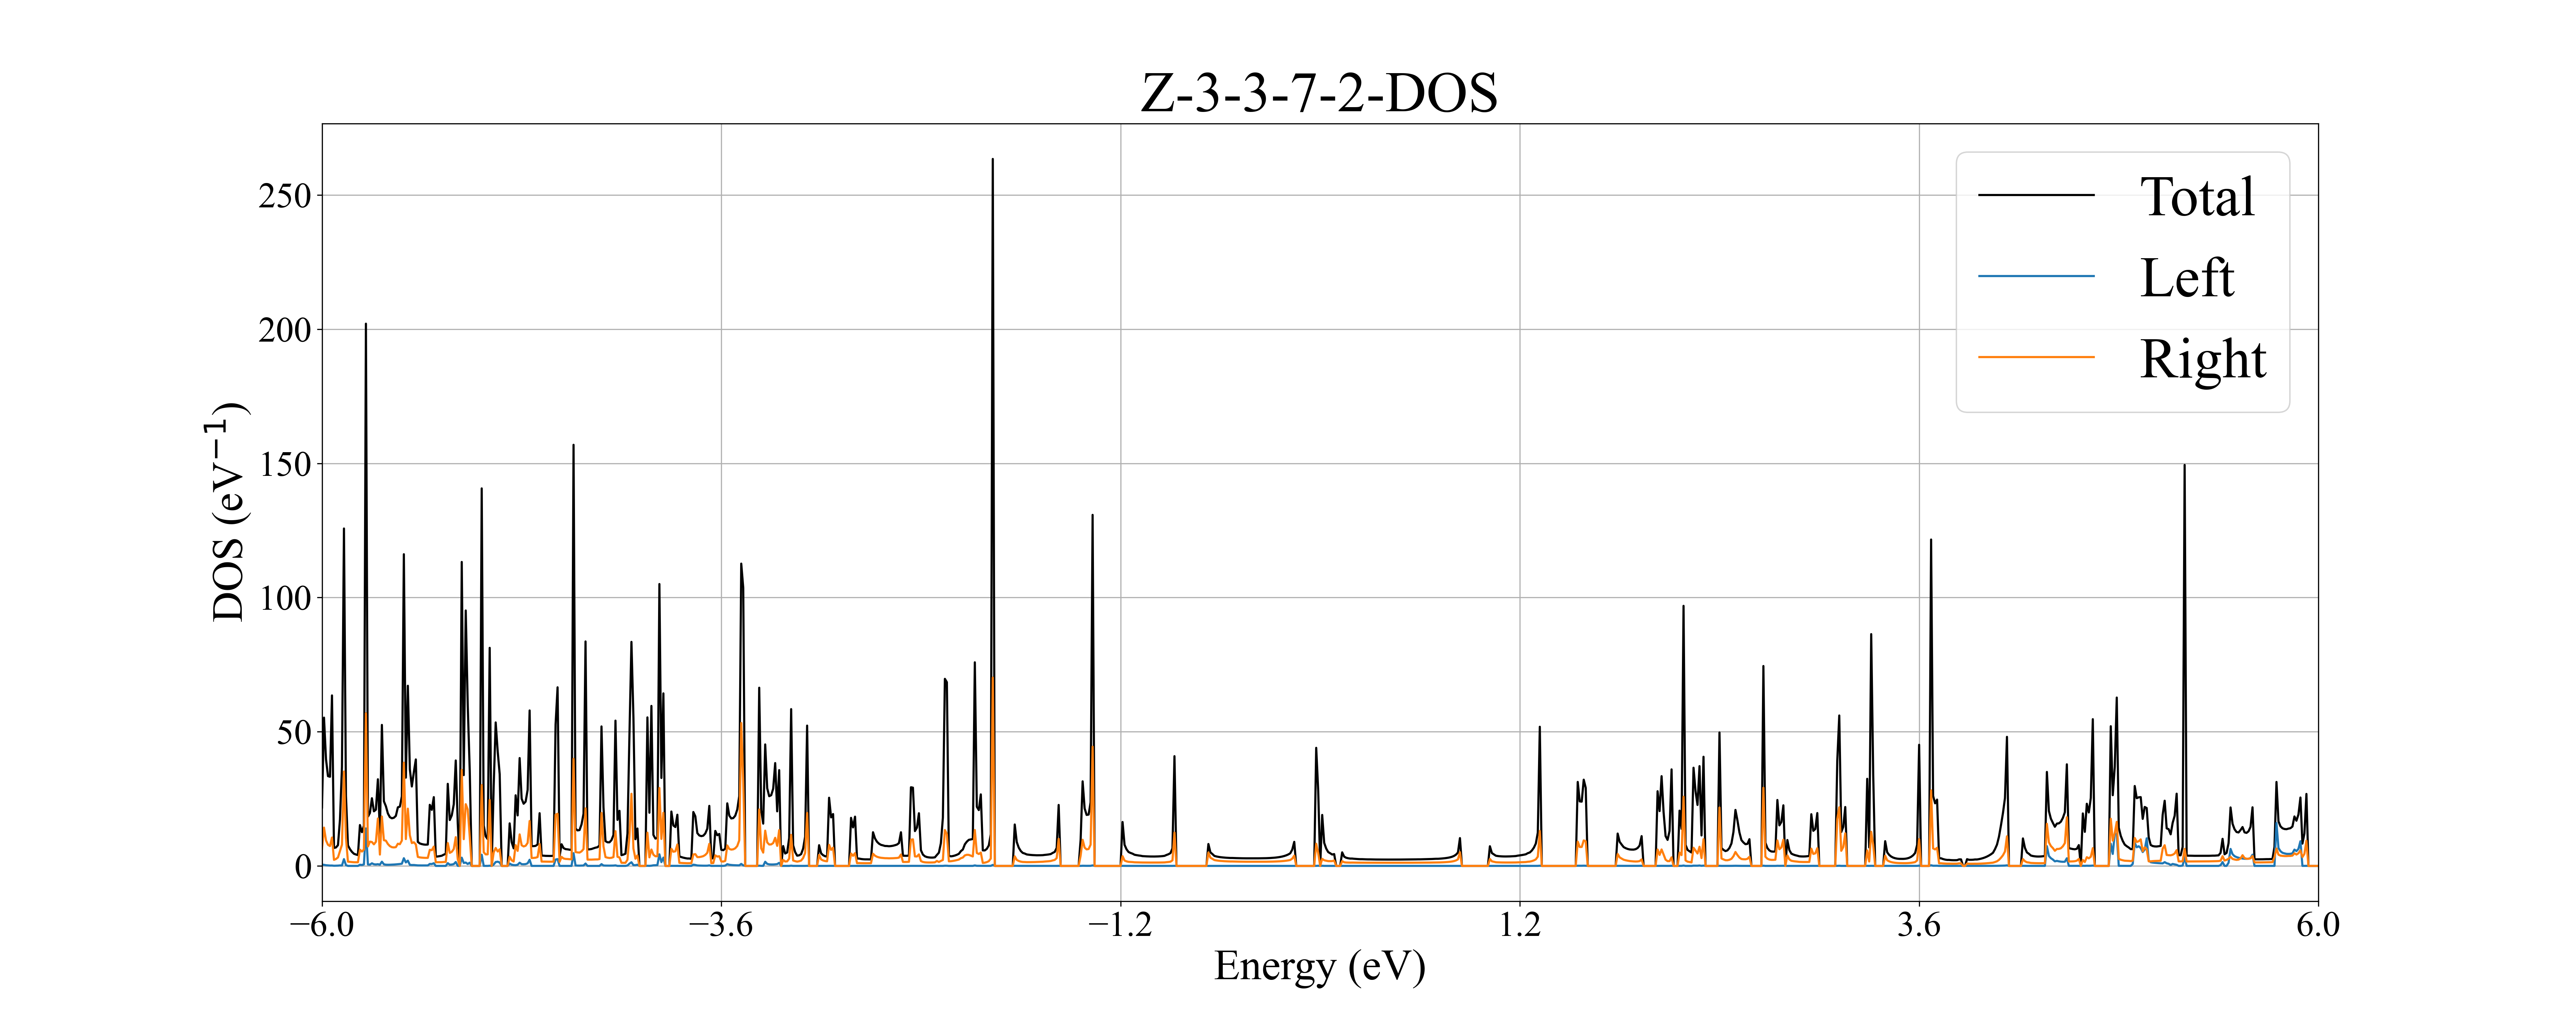 Z-3-3-7-2-DOS
250
200
150
100
50
0
DOS (eV⁻¹)
−6.0
−3.6
−1.2
1.2
3.6
6.0
Energy (eV)
Total
Left
Right